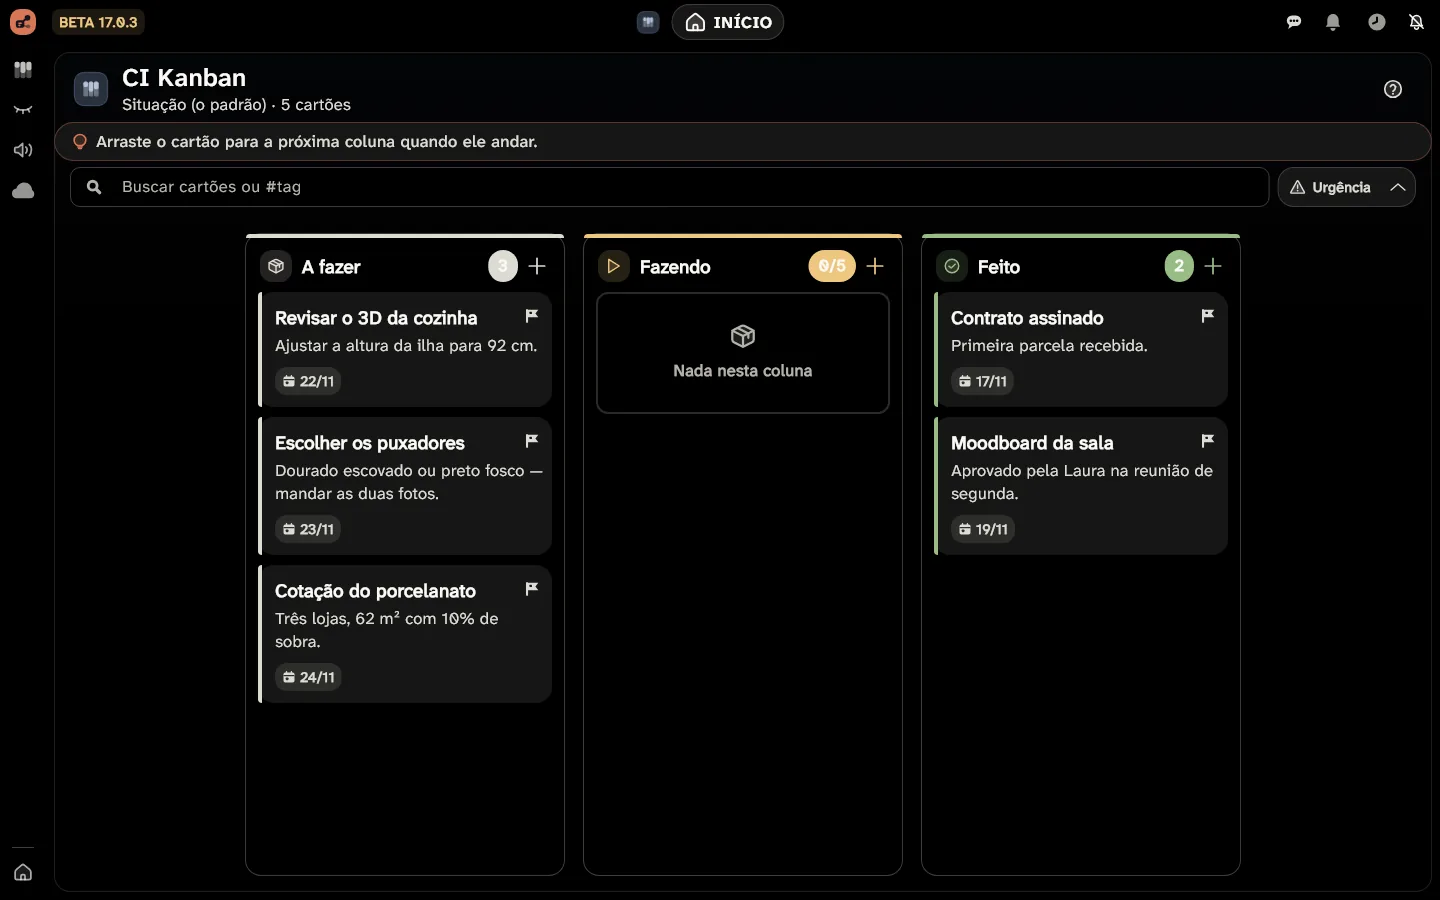 BETA 17.0.3
INÍCIO
CI Kanban
Situação (o padrão) · 5 cartões
Arraste o cartão para a próxima coluna quando ele andar.
Buscar cartões ou #tag
Urgência
A fazer
3
Revisar o 3D da cozinha
Ajustar a altura da ilha para 92 cm.
22/11
Escolher os puxadores
Dourado escovado ou preto fosco —
mandar as duas fotos.
23/11
Cotação do porcelanato
Três lojas, 62 m² com 10% de
sobra.
24/11
Fazendo
0/5
Nada nesta coluna
Feito
2
Contrato assinado
Primeira parcela recebida.
17/11
Moodboard da sala
Aprovado pela Laura na reunião de
segunda.
19/11